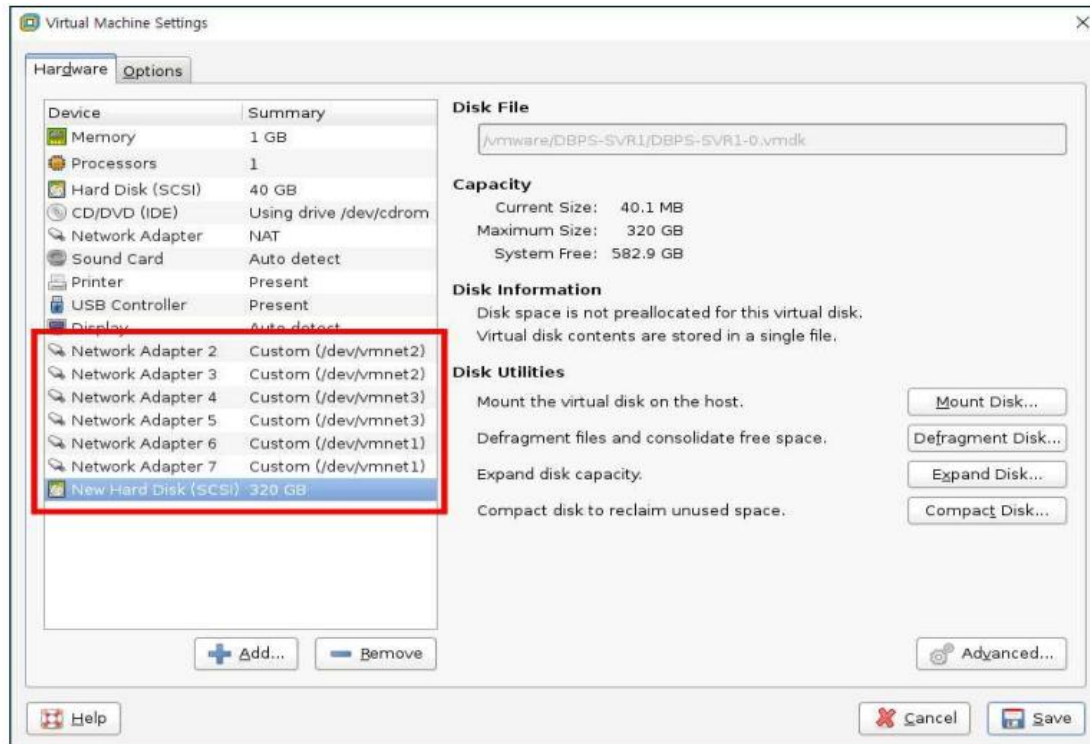 Virtual Machine Settings
Hardware
Options
Device Summary
Memory 1 GB
Processors 1
Hard Disk (SCSI) 40 GB
CD/DVD (IDE) Using drive /dev/cdrom
Network Adapter NAT
Sound Card Auto detect
Printer Present
USB Controller Present
Display Auto detect
Network Adapter 2 Custom (/dev/vmnet2)
Network Adapter 3 Custom (/dev/vmnet2)
Network Adapter 4 Custom (/dev/vmnet3)
Network Adapter 5 Custom (/dev/vmnet3)
Network Adapter 6 Custom (/dev/vmnet1)
Network Adapter 7 Custom (/dev/vmnet1)
New Hard Disk (SCSI) 320 GB
Add...
Remove
Disk File
/vmware/DBPS-SVR1/DBPS-SVR1-0.vmdk
Capacity
Current Size: 40.1 MB
Maximum Size: 320 GB
System Free: 582.9 GB
Disk Information
Disk space is not preallocated for this virtual disk.
Virtual disk contents are stored in a single file.
Disk Utilities
Mount the virtual disk on the host. Mount Disk...
Defragment files and consolidate free space. Defragment Disk...
Expand disk capacity. Expand Disk...
Compact disk to reclaim unused space. Compact Disk...
Advanced...
Help
Cancel
Save